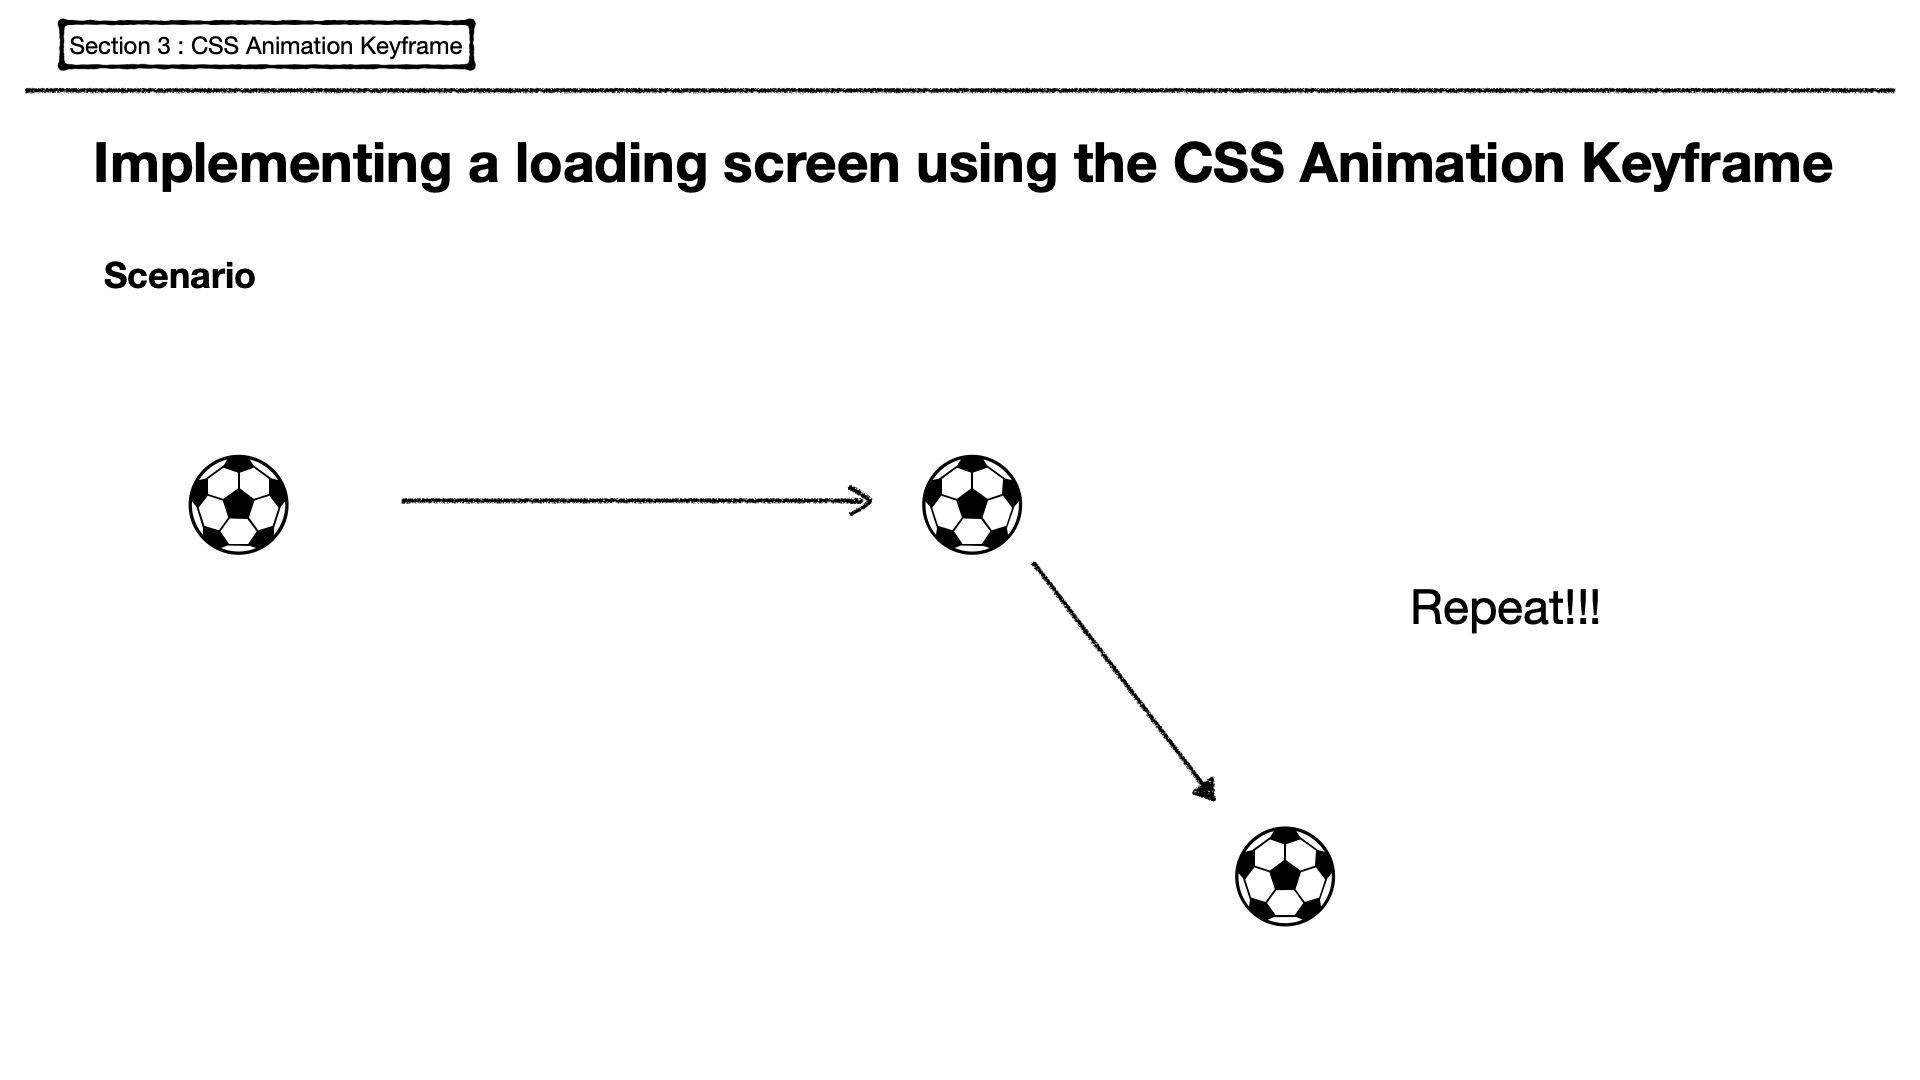 Section 3 : CSS Animation Keyframe
Implementing a loading screen using the CSS Animation Keyframe
Scenario
Repeat!!!